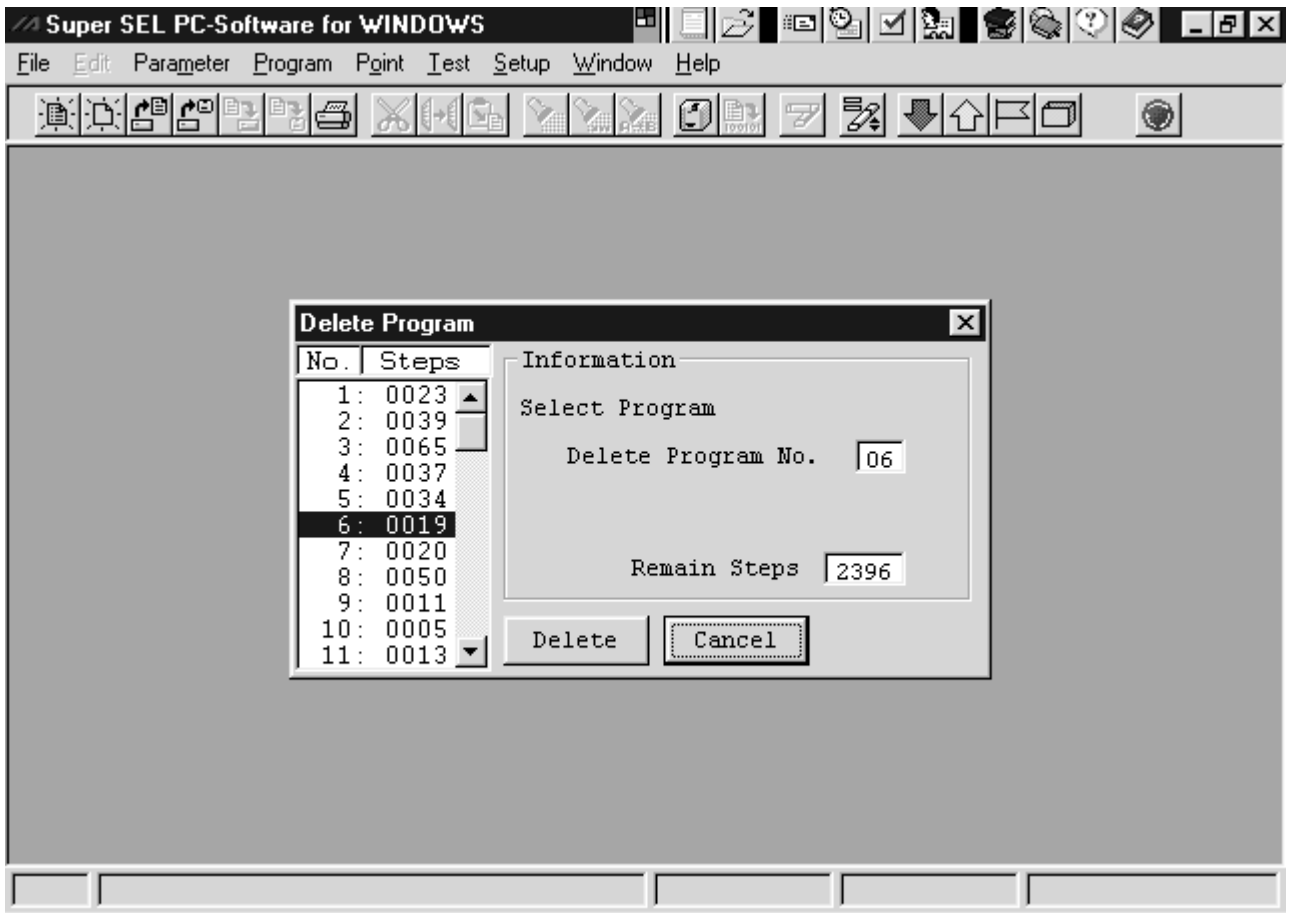 Super SEL PC-Software for WINDOWS
File Edit Parameter Program Point Test Setup Window Help
Delete Program
No. Steps
1: 0023
2: 0039
3: 0065
4: 0037
5: 0034
6: 0019
7: 0020
8: 0050
9: 0011
10: 0005
11: 0013
Information
Select Program
Delete Program No. 06
Remain Steps 2396
Delete Cancel